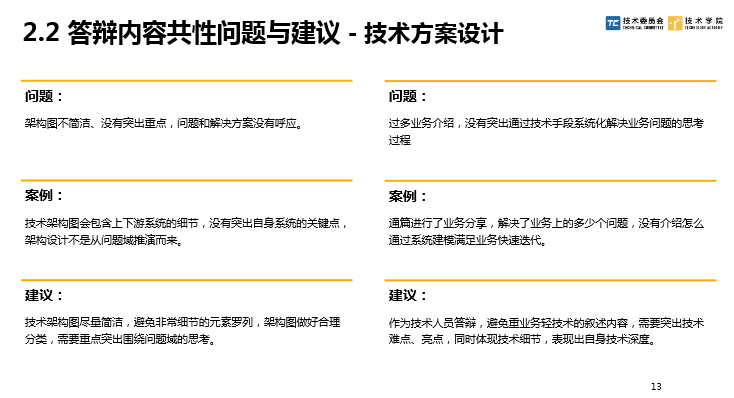 2.2 答辩内容共性问题与建议 - 技术方案设计
TC 技术委员会
TECHNICAL COMMITTEE
技术学院
TECHNOLOGY ACADEMY
问题：
架构图不简洁、没有突出重点，问题和解决方案没有呼应。
案例：
技术架构图会包含上下游系统的细节，没有突出自身系统的关键点，
架构设计不是从问题域推演而来。
建议：
技术架构图尽量简洁，避免非常细节的元素罗列，架构图做好合理
分类，需要重点突出围绕问题域的思考。
问题：
过多业务介绍，没有突出通过技术手段系统化解决业务问题的思考
过程
案例：
通篇进行了业务分享，解决了业务上的多少个问题，没有介绍怎么
通过系统建模满足业务快速迭代。
建议：
作为技术人员答辩，避免重业务轻技术的叙述内容，需要突出技术
难点、亮点，同时体现技术细节，表现出自身技术深度。
13